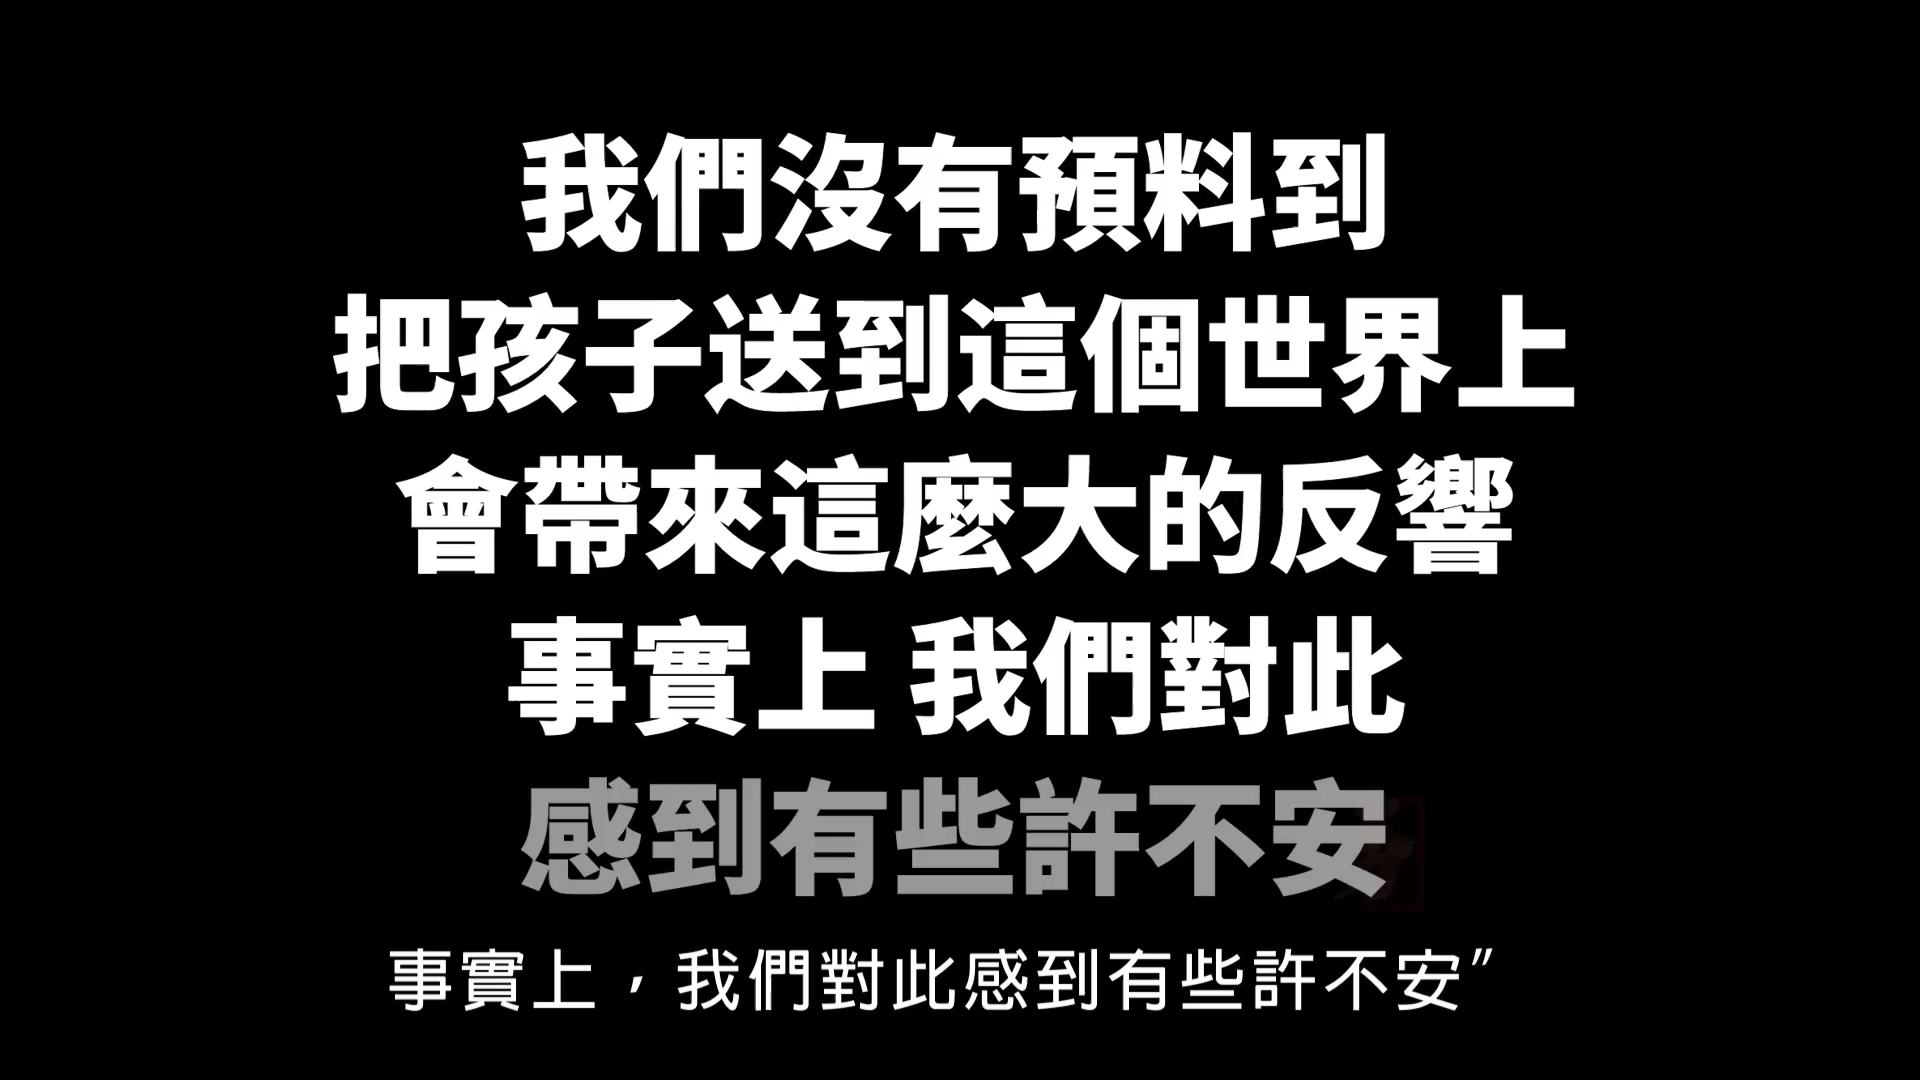 我們沒有預料到
把孩子送到這個世界上
會帶來這麼大的反響
事實上 我們對此
感到有些許不安
事實上，我們對此感到有些許不安”